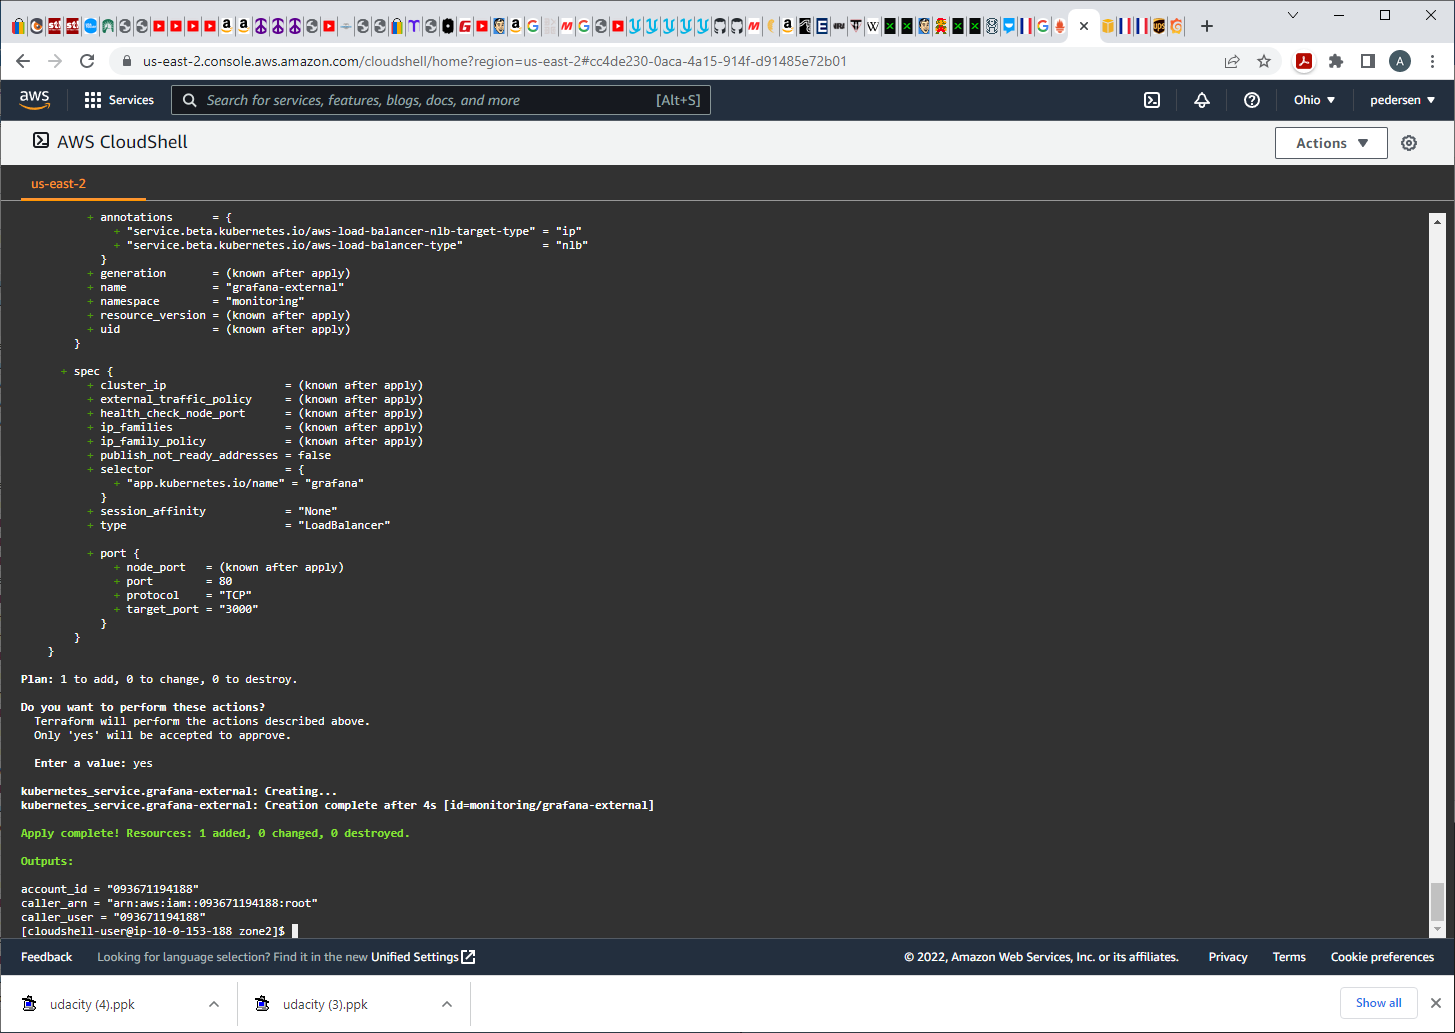 us-east-2.console.aws.amazon.com/cloudshell/home?region=us-east-2#cc4de230-0aca-4a15-914f-d91485e72b01
A
aws
Services
Search for services, features, blogs, docs, and more
[Alt+S]
Ohio ▼
pedersen ▼
AWS CloudShell
Actions ▼
us-east-2
+ annotations      = {
+ "service.beta.kubernetes.io/aws-load-balancer-nlb-target-type" = "ip"
+ "service.beta.kubernetes.io/aws-load-balancer-type"            = "nlb"
}
+ generation       = (known after apply)
+ name             = "grafana-external"
+ namespace        = "monitoring"
+ resource_version = (known after apply)
+ uid              = (known after apply)
}
+ spec {
+ cluster_ip                  = (known after apply)
+ external_traffic_policy     = (known after apply)
+ health_check_node_port      = (known after apply)
+ ip_families                 = (known after apply)
+ ip_family_policy            = (known after apply)
+ publish_not_ready_addresses = false
+ selector                    = {
+ "app.kubernetes.io/name" = "grafana"
}
+ session_affinity            = "None"
+ type                        = "LoadBalancer"
+ port {
+ node_port   = (known after apply)
+ port        = 80
+ protocol    = "TCP"
+ target_port = "3000"
}
}
}
Plan: 1 to add, 0 to change, 0 to destroy.
Do you want to perform these actions?
Terraform will perform the actions described above.
Only 'yes' will be accepted to approve.
Enter a value: yes
kubernetes_service.grafana-external: Creating...
kubernetes_service.grafana-external: Creation complete after 4s [id=monitoring/grafana-external]
Apply complete! Resources: 1 added, 0 changed, 0 destroyed.
Outputs:
account_id = "093671194188"
caller_arn = "arn:aws:iam::093671194188:root"
caller_user = "093671194188"
[cloudshell-user@ip-10-0-153-188 zone2]$
Feedback
Looking for language selection? Find it in the new Unified Settings
© 2022, Amazon Web Services, Inc. or its affiliates.
Privacy
Terms
Cookie preferences
udacity (4).ppk
udacity (3).ppk
Show all